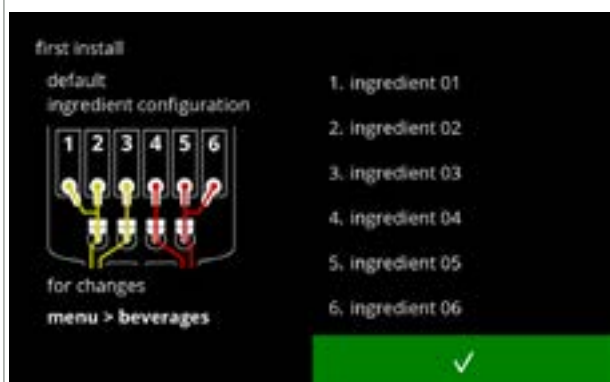 first install
default
ingredient configuration
1 2 3 4 5 6
for changes
menu > beverages
1. ingredient 01
2. ingredient 02
3. ingredient 03
4. ingredient 04
5. ingredient 05
6. ingredient 06